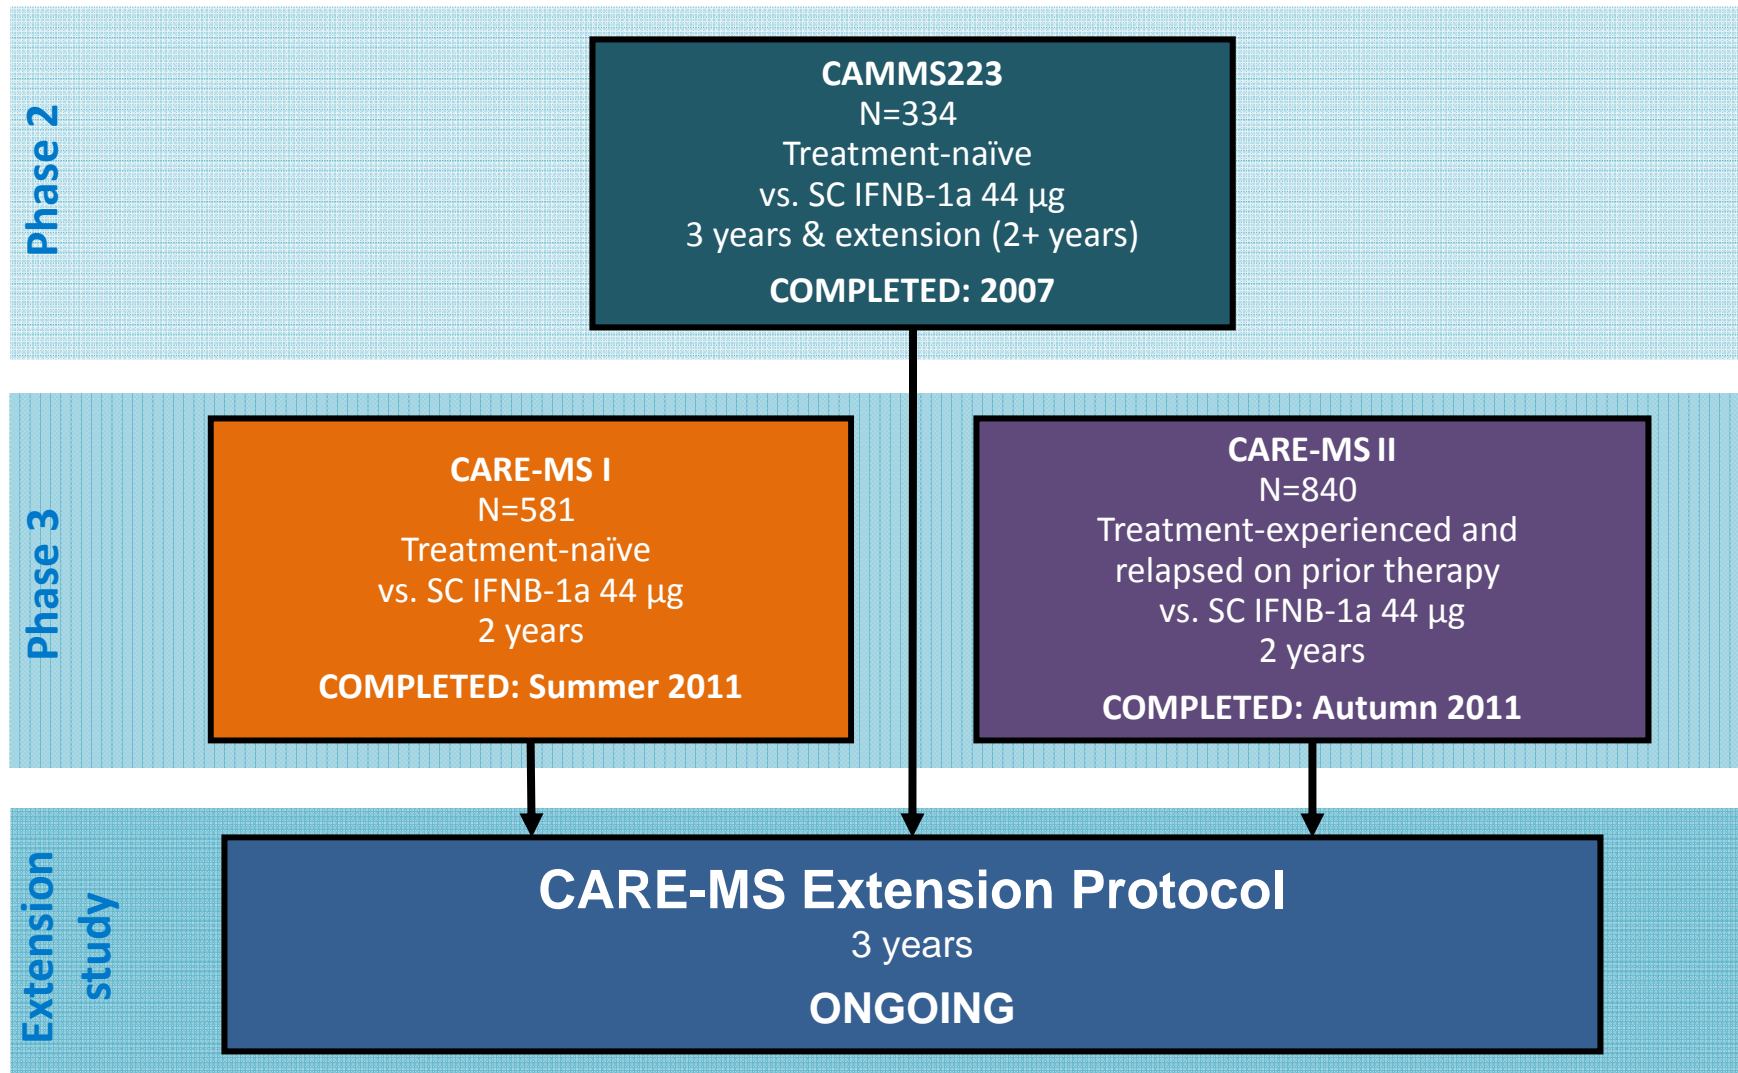 Phase 2
CAMMS223
N=334
Treatment-naïve
vs. SC IFNB-1a 44 µg
3 years & extension (2+ years)
COMPLETED: 2007
Phase 3
CARE-MS I
N=581
Treatment-naïve
vs. SC IFNB-1a 44 µg
2 years
COMPLETED: Summer 2011
CARE-MS II
N=840
Treatment-experienced and
relapsed on prior therapy
vs. SC IFNB-1a 44 µg
2 years
COMPLETED: Autumn 2011
Extension
study
CARE-MS Extension Protocol
3 years
ONGOING